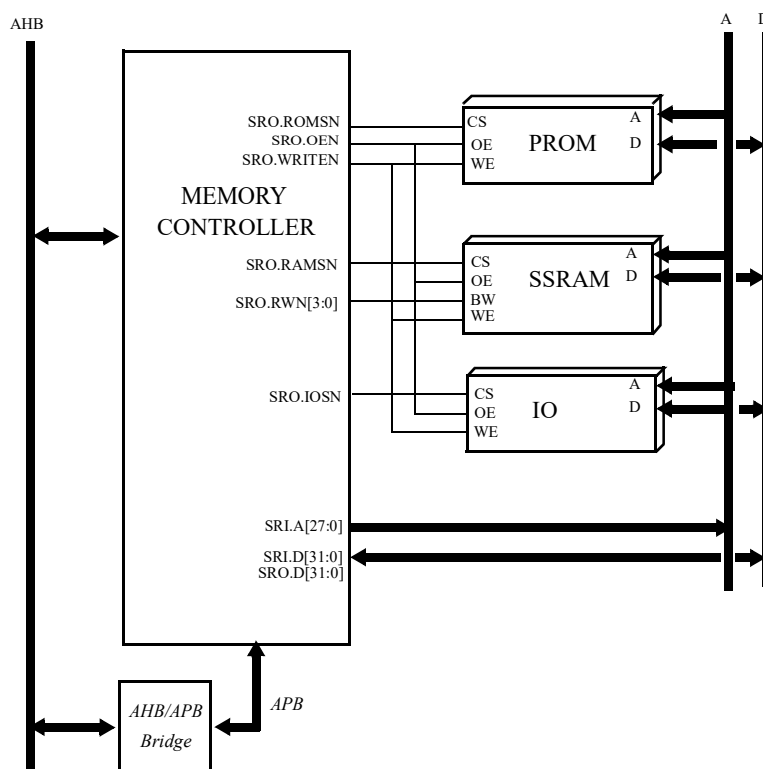 AHB
A
SRO.ROMSN
SRO.OEN
SRO.WRITEN
CS
OE
WE
PROM
A
D
MEMORY
CONTROLLER
SRO.RAMSN
SRO.RWN[3:0]
CS
OE
BW
WE
SSRAM
A
D
SRO.IOSN
CS
OE
WE
IO
A
D
SRI.A[27:0]
SRI.D[31:0]
SRO.D[31:0]
APB
AHB/APB
Bridge